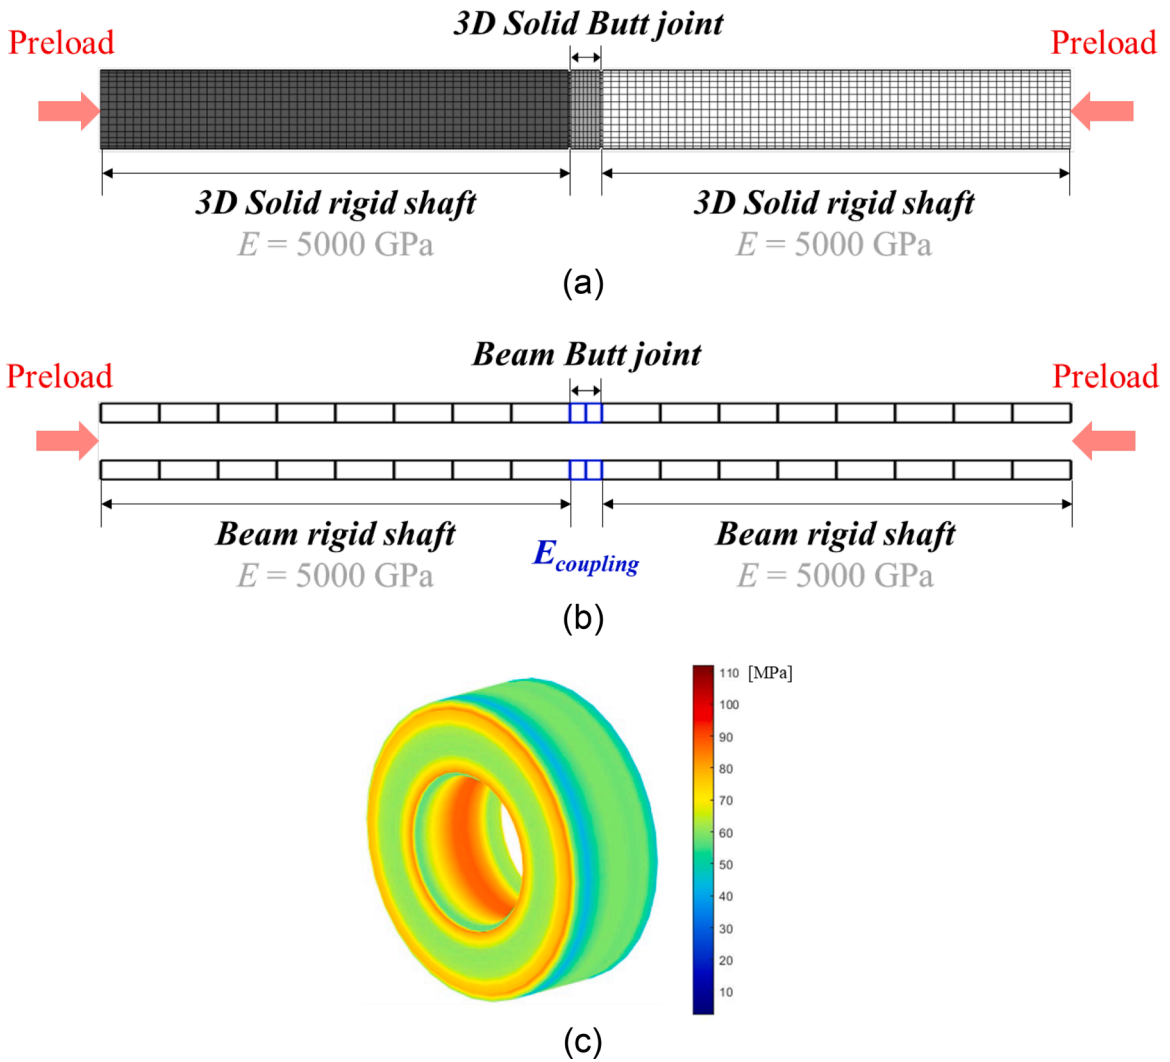 3D Solid Butt joint
Preload
Preload
3D Solid rigid shaft
3D Solid rigid shaft
E = 5000 GPa
E = 5000 GPa
(a)
Beam Butt joint
Preload
Preload
Beam rigid shaft
E coupling
Beam rigid shaft
E = 5000 GPa
E = 5000 GPa
(b)
110 [MPa]
100
90
80
70
60
50
40
30
20
10
(c)